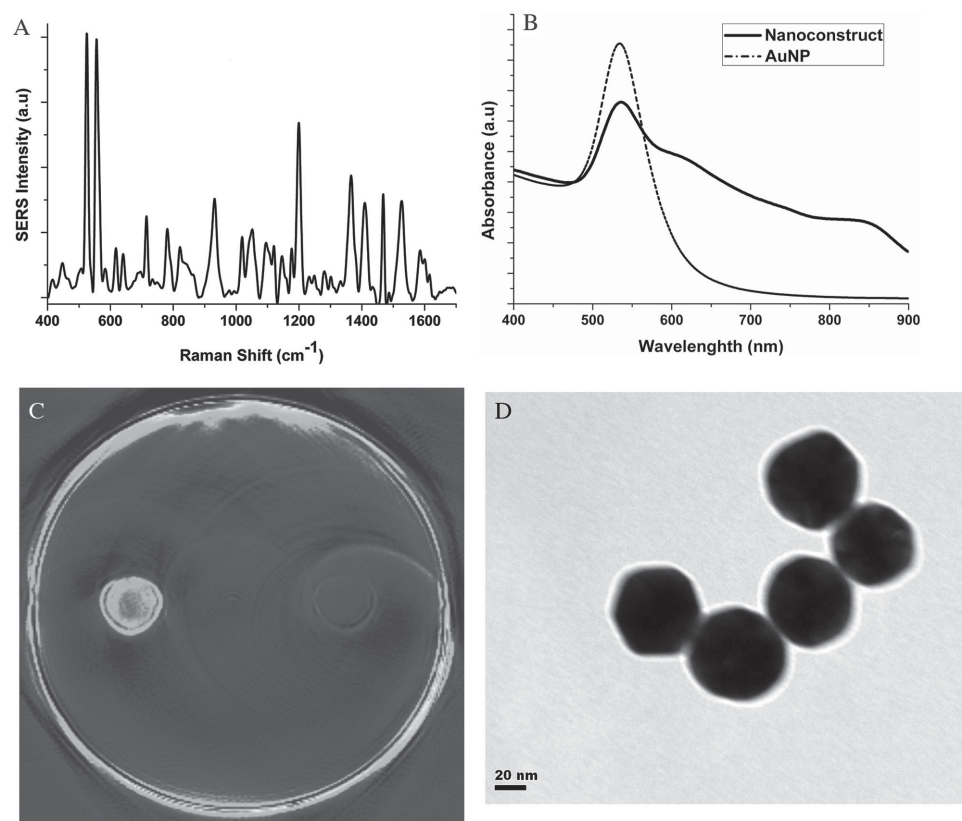 A
SERS Intensity (a.u)
400 600 800 1000 1200 1400 1600
Raman Shift (cm-1)
B
Nanoconstruct
AuNP
Absorbance (a.u)
400 500 600 700 800 900
Wavelenghth (nm)
C
D
20 nm